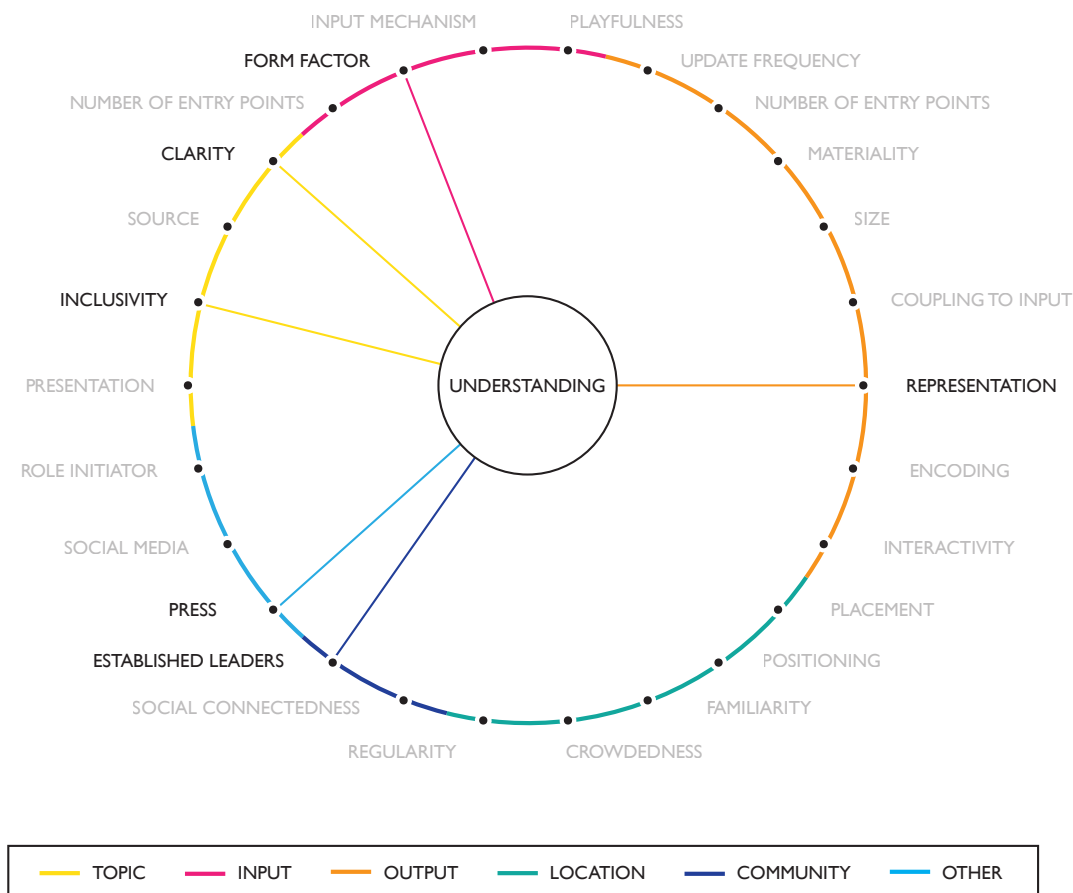 INPUT MECHANISM
PLAYFULNESS
FORM FACTOR
UPDATE FREQUENCY
NUMBER OF ENTRY POINTS
NUMBER OF ENTRY POINTS
CLARITY
MATERIALITY
SOURCE
SIZE
INCLUSIVITY
COUPLING TO INPUT
PRESENTATION
UNDERSTANDING
REPRESENTATION
ROLE INITIATOR
ENCODING
SOCIAL MEDIA
INTERACTIVITY
PRESS
PLACEMENT
ESTABLISHED LEADERS
POSITIONING
SOCIAL CONNECTEDNESS
FAMILIARITY
REGULARITY
CROWDEDNESS
TOPIC
INPUT
OUTPUT
LOCATION
COMMUNITY
OTHER